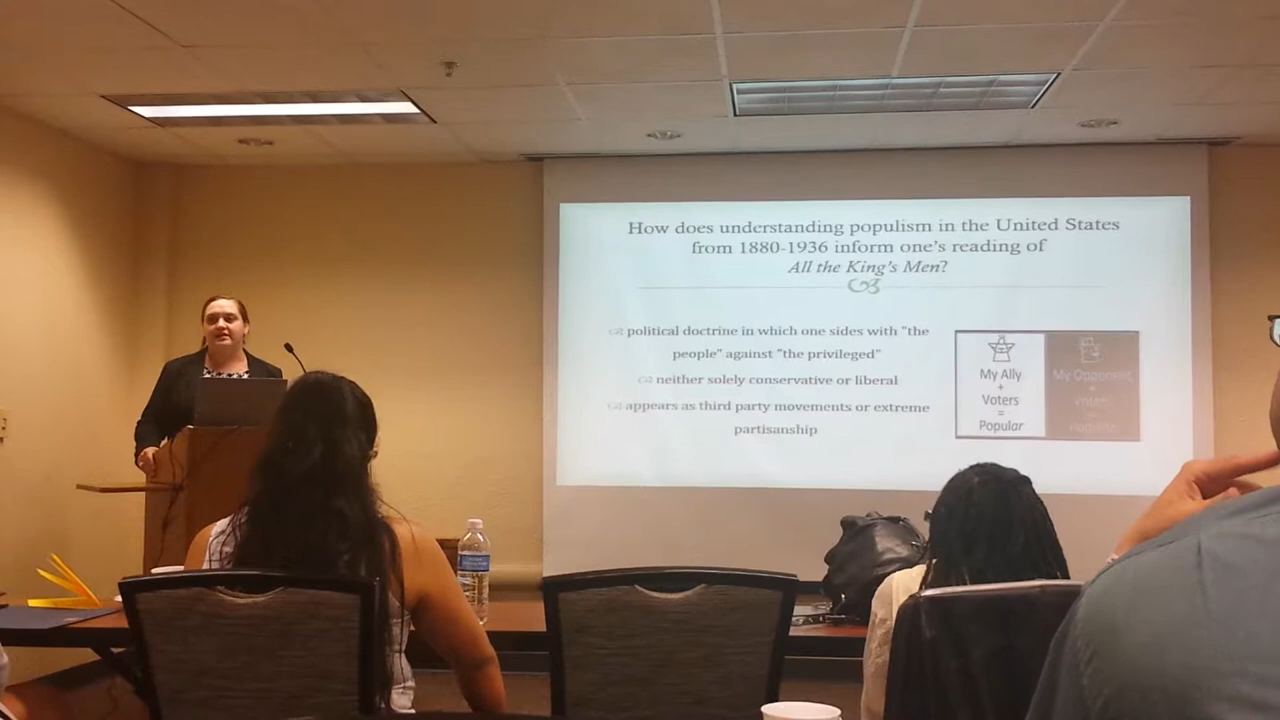 How does understanding populism in the United States
from 1880-1936 inform one's reading of
All the King's Men?
political doctrine in which one sides with "the
people" against "the privileged"
neither solely conservative or liberal
appears as third party movements or extreme
partisanship
My Ally
+
Voters
=
Popular
My Opponent
+
Voters
=